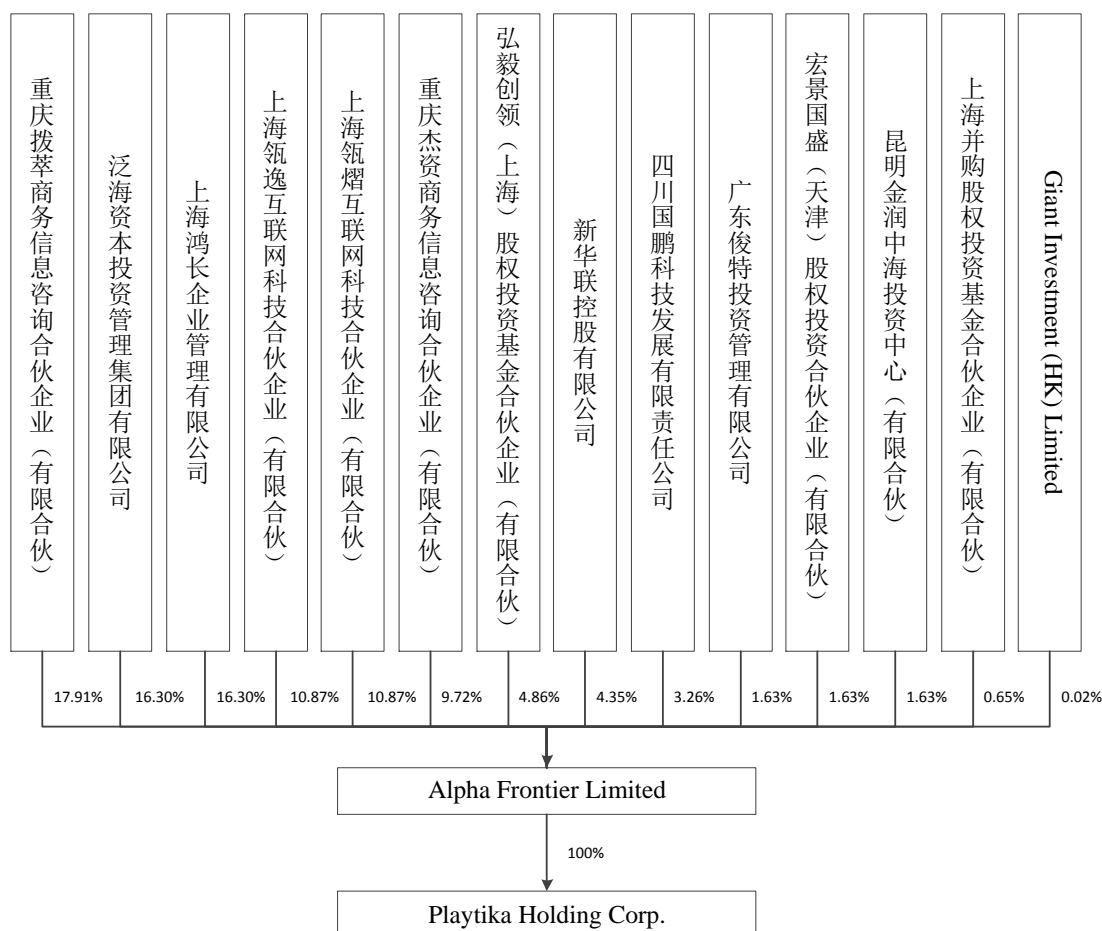 重庆拨萃商务信息咨询合伙企业（有限合伙）
泛海资本投资管理集团有限公司
上海鸿长企业管理有限公司
上海瓴逸互联网科技合伙企业（有限合伙）
上海瓴熠互联网科技合伙企业（有限合伙）
重庆杰资商务信息咨询合伙企业（有限合伙）
弘毅创领（上海）股权投资基金合伙企业（有限合伙）
新华联控股有限公司
四川国鹏科技发展有限责任公司
广东俊特投资管理有限公司
宏景国盛（天津）股权投资合伙企业（有限合伙）
昆明金润中海投资中心（有限合伙）
上海并购股权投资基金合伙企业（有限合伙）
Giant Investment (HK) Limited
17.91%
16.30%
16.30%
10.87%
10.87%
9.72%
4.86%
4.35%
3.26%
1.63%
1.63%
1.63%
0.65%
0.02%
Alpha Frontier Limited
100%
Playtika Holding Corp.